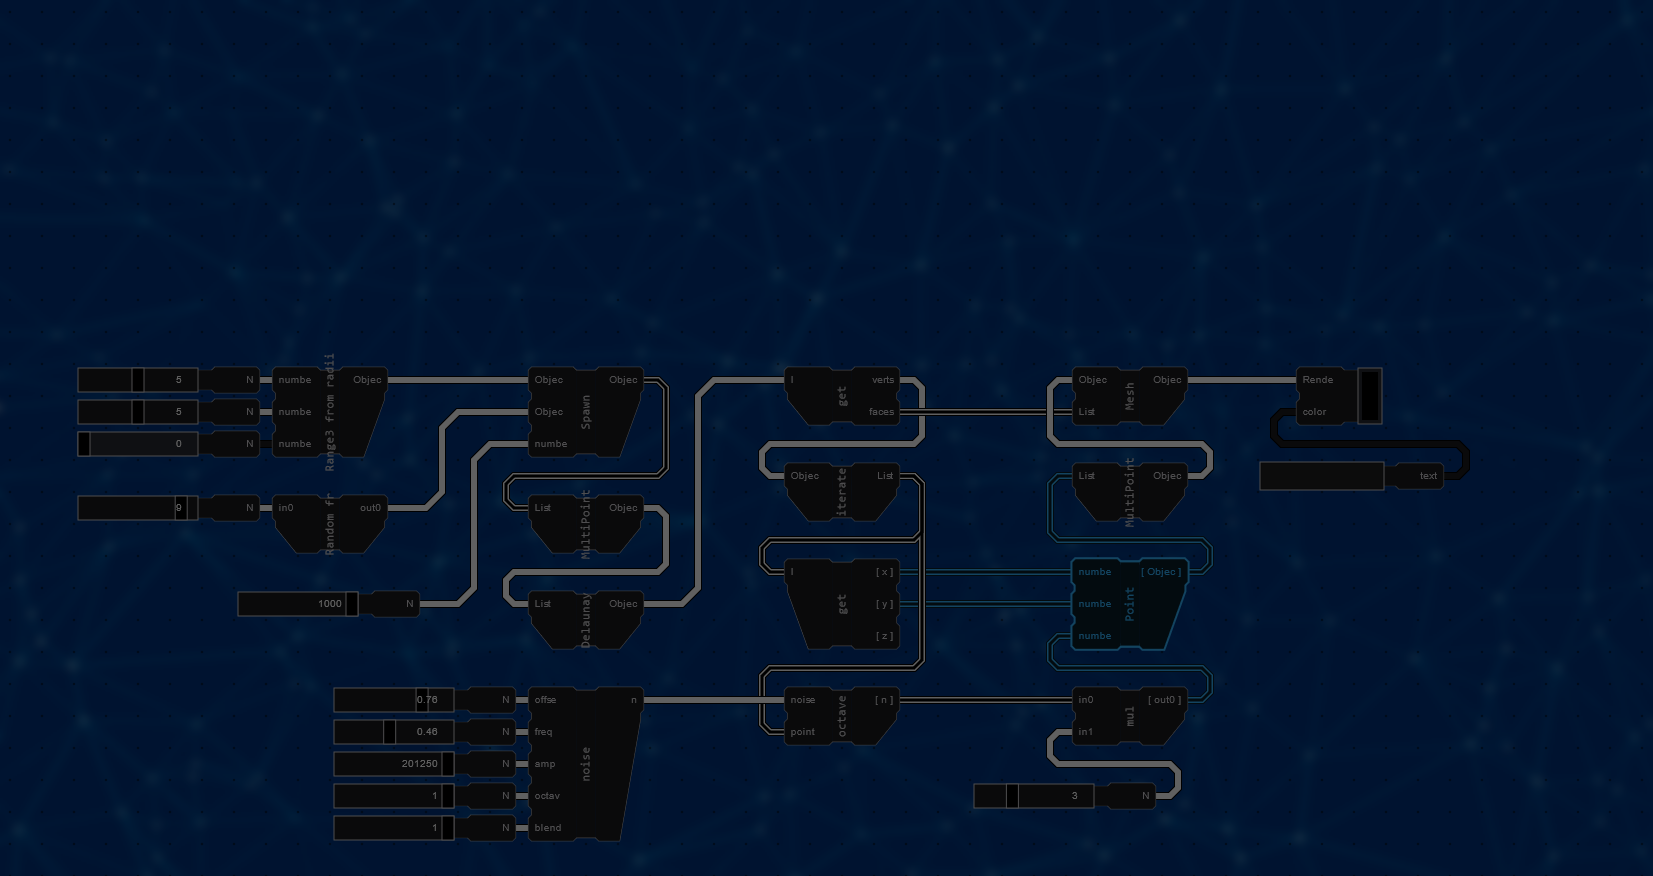 5 N numbe Objec Objec Objec I verts Objec Objec Rende
5 N numbe Objec faces List color
0 N numbe numbe
Range3 from radii
Spawn
get
Mesh
Objec List List Objec text
9 N in0 out0 List Objec
Random fr
MultiPoint
iterate
MultiPoint
I [ x ] numbe [ Objec ]
1000 N List Objec [ y ] numbe
[ z ] numbe
Delaunay
get
Point
0.76 N offse n noise [ n ] in0 [ out0 ]
0.46 N freq point in1
201250 N amp
1 N octav 3 N
1 N blend
noise
octave
mul